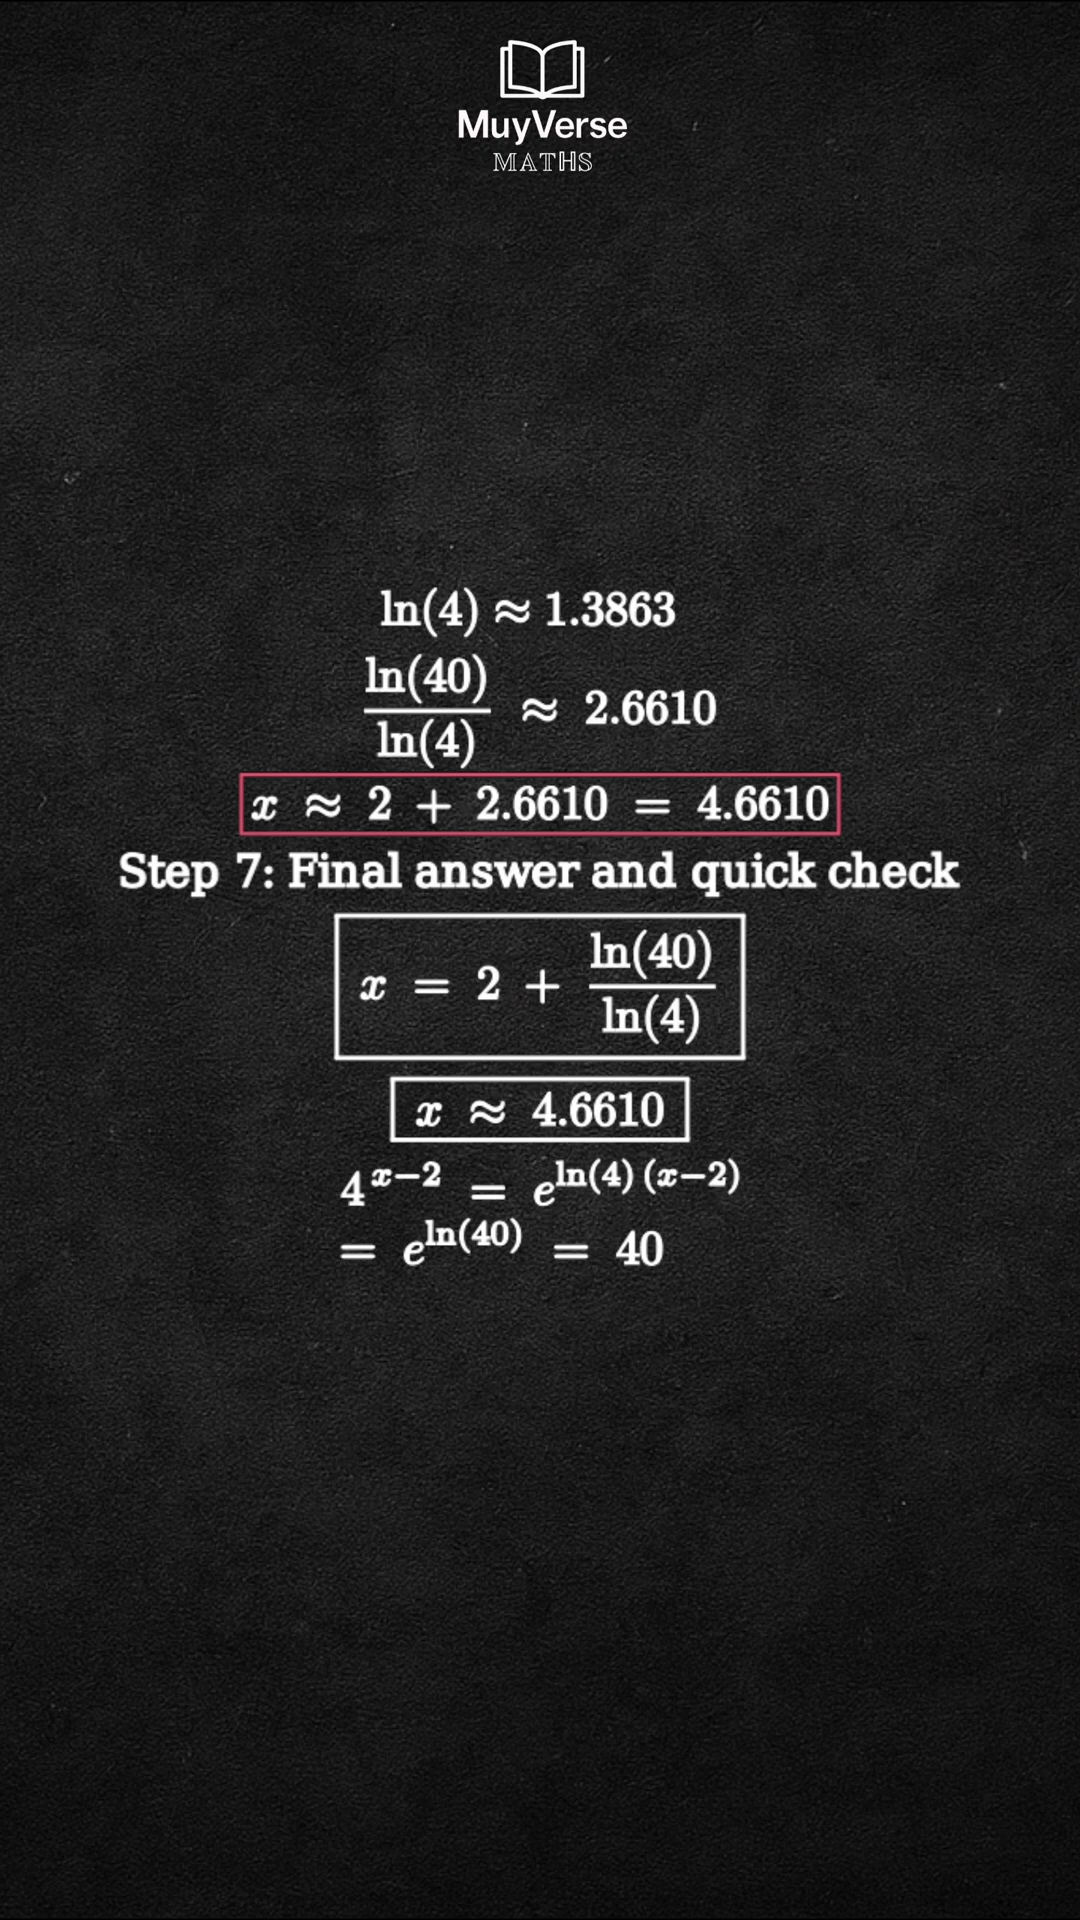 MuyVerse
MATHS
ln(4) ≈ 1.3863
ln(40)/ln(4) ≈ 2.6610
x ≈ 2 + 2.6610 = 4.6610
Step 7: Final answer and quick check
x = 2 + ln(40)/ln(4)
x ≈ 4.6610
4^{x−2} = e^{ln(4) (x−2)}
= e^{ln(40)} = 40